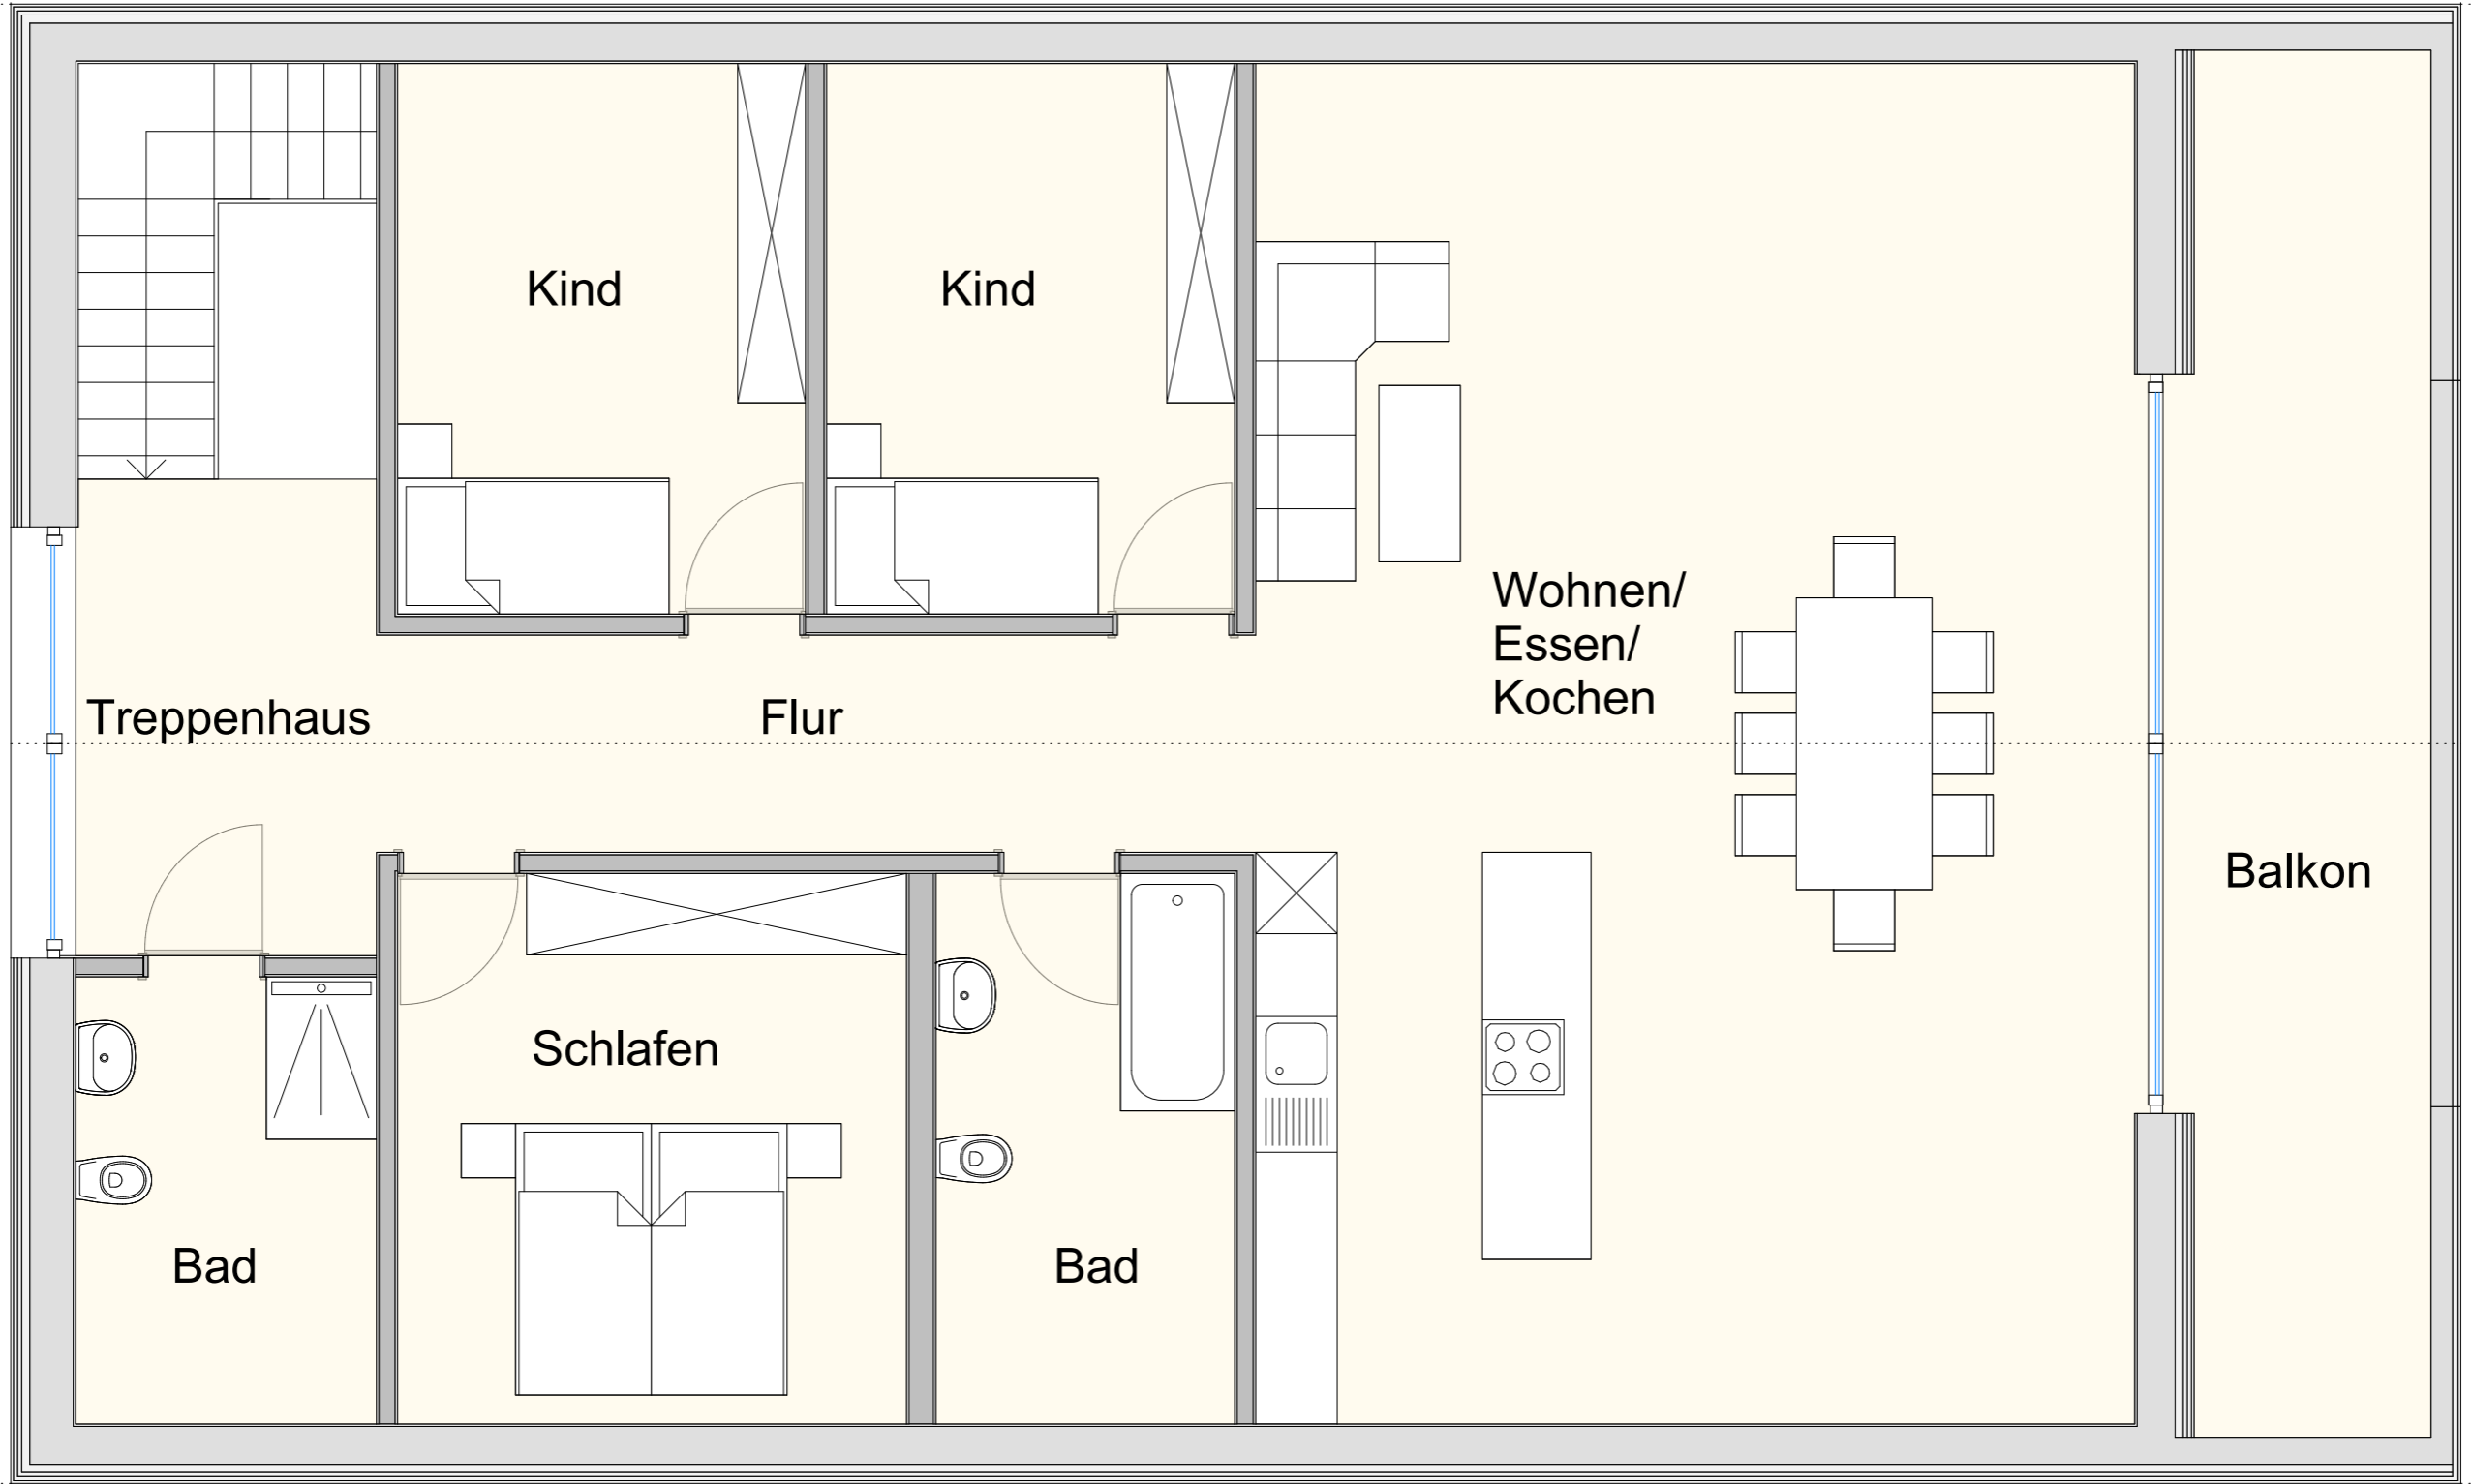 Kind
Kind
Wohnen/
Essen/
Kochen
Treppenhaus
Flur
Balkon
Schlafen
Bad
Bad